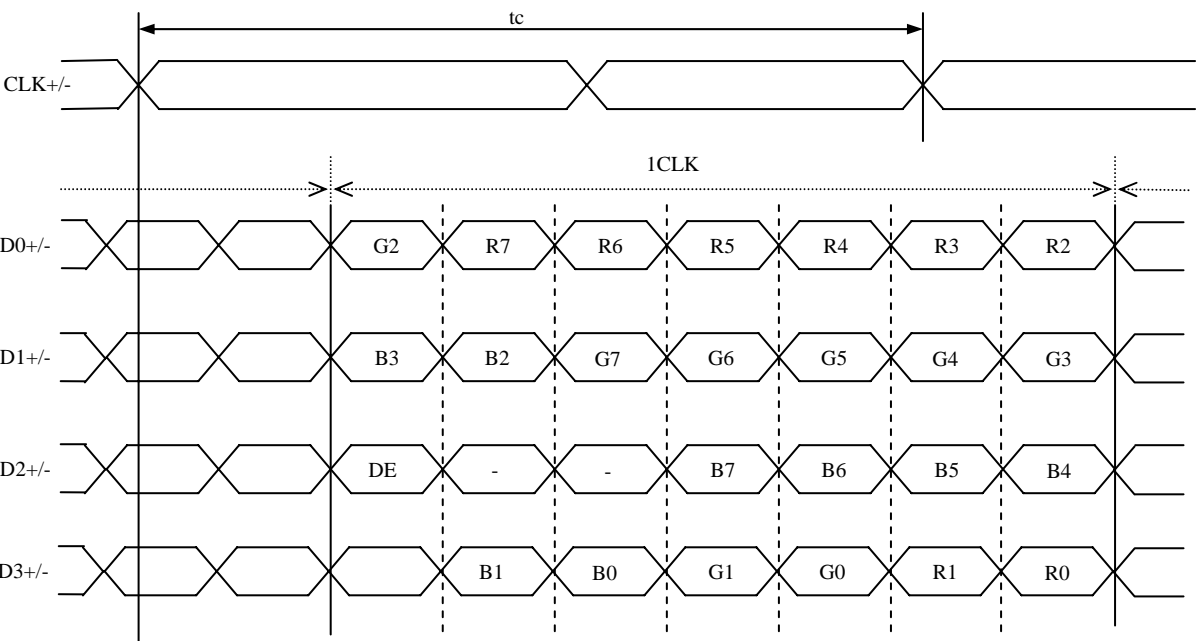 tc
CLK+/-
1CLK
D0+/- G2 R7 R6 R5 R4 R3 R2
D1+/- B3 B2 G7 G6 G5 G4 G3
D2+/- DE - - B7 B6 B5 B4
D3+/- B1 B0 G1 G0 R1 R0